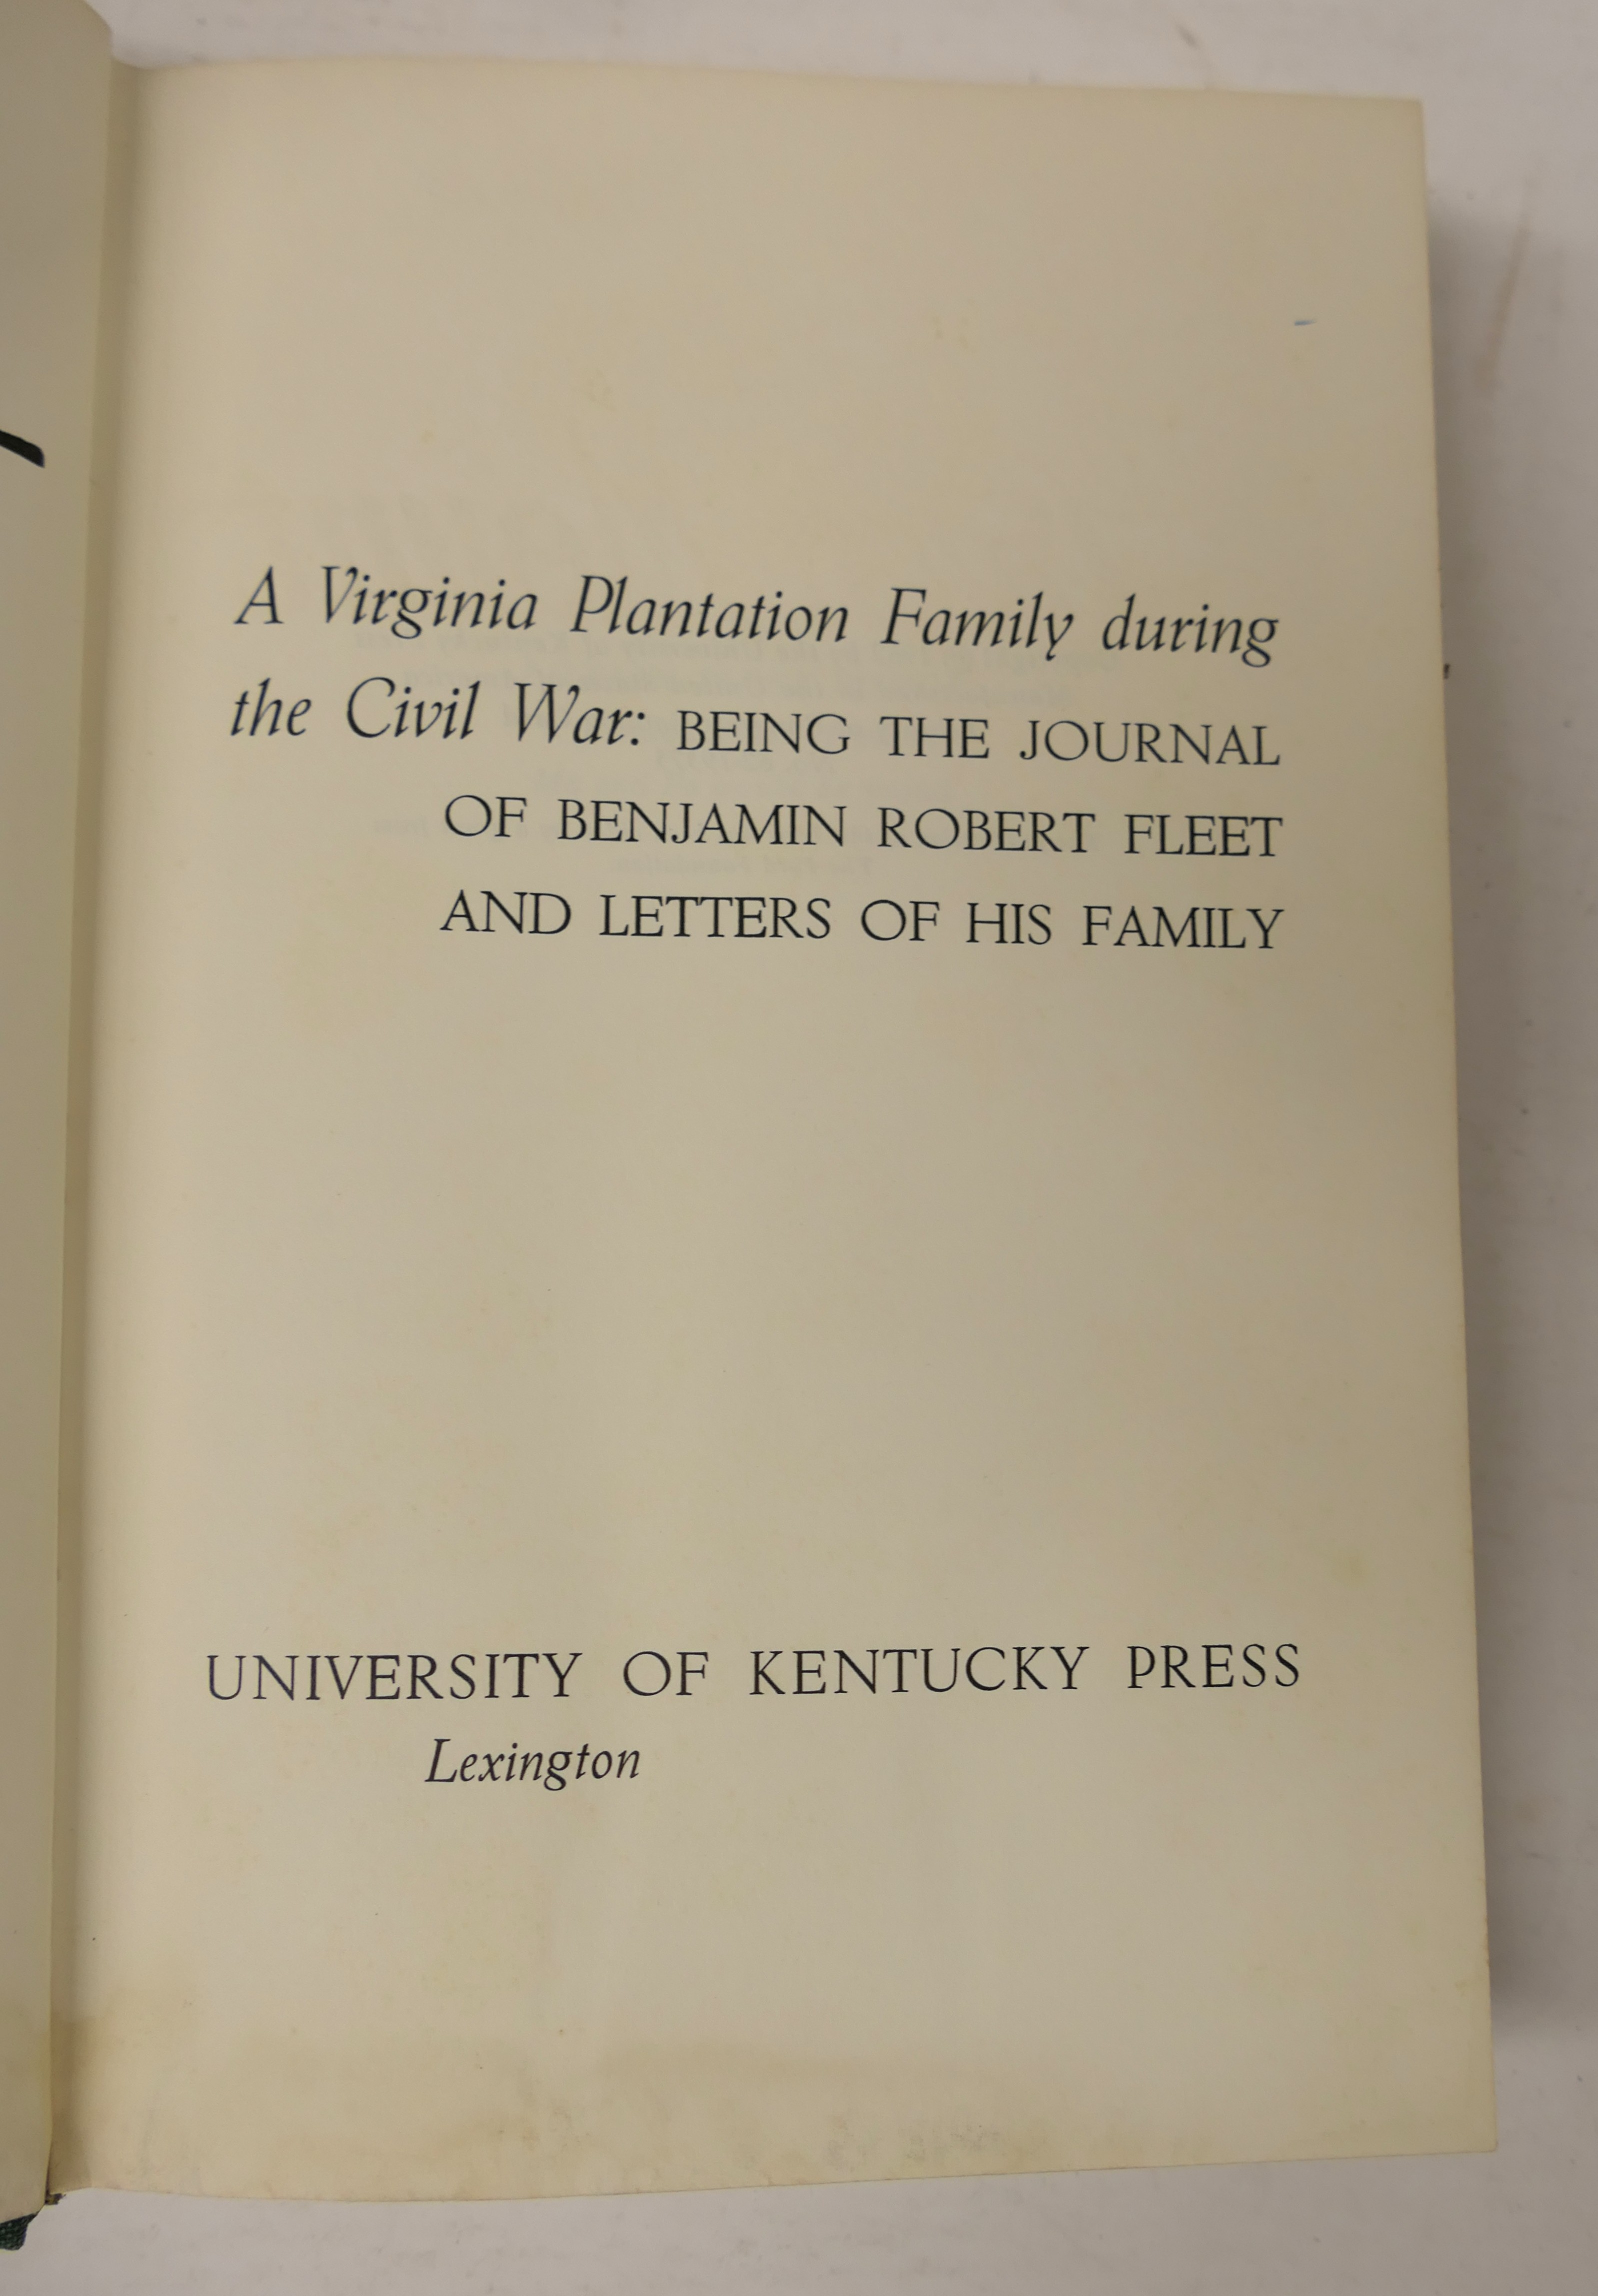 A Virginia Plantation Family during
the Civil War: BEING THE JOURNAL
OF BENJAMIN ROBERT FLEET
AND LETTERS OF HIS FAMILY
UNIVERSITY OF KENTUCKY PRESS
Lexington